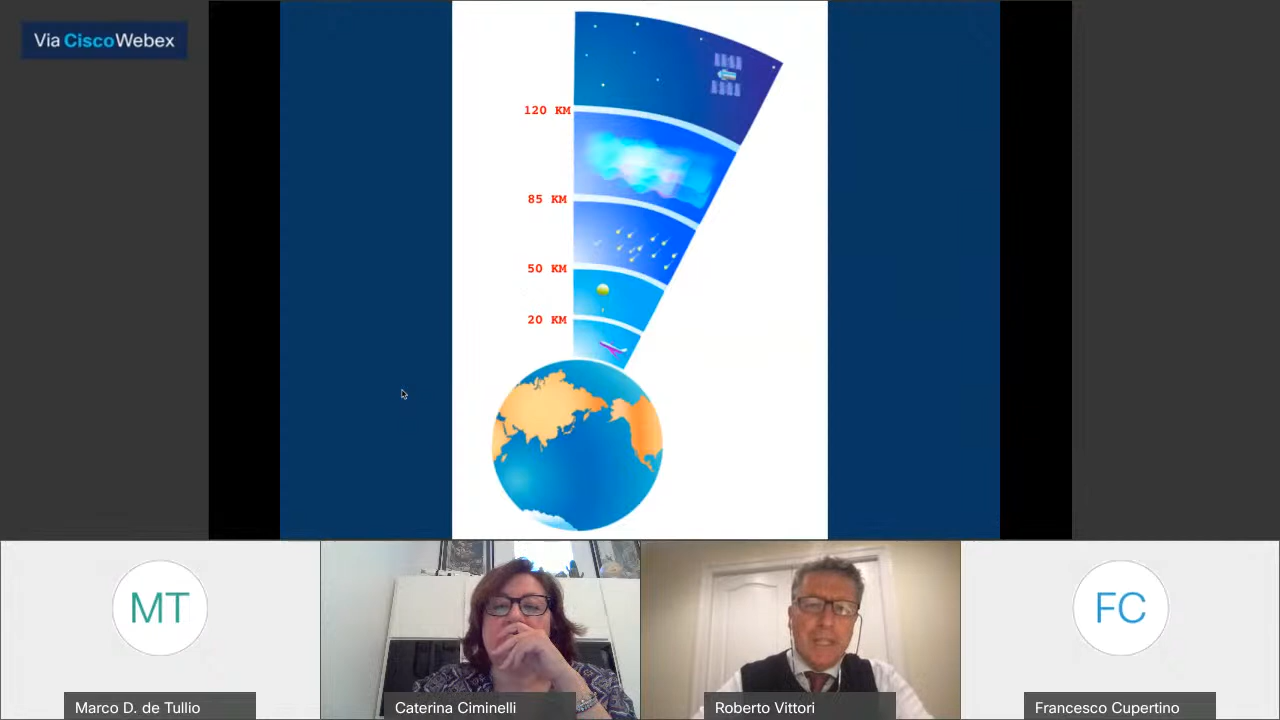 Via CiscoWebex
120 KM
85 KM
50 KM
20 KM
MT
FC
Marco D. de Tullio
Caterina Ciminelli
Roberto Vittori
Francesco Cupertino